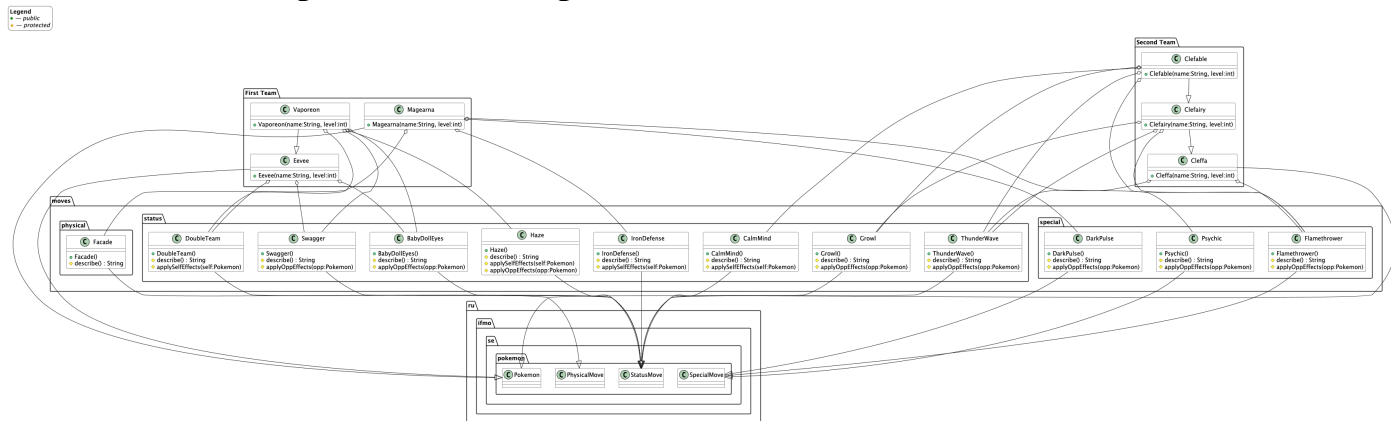 Legend
— public
— protected
Second Team
Clefable
Clefable(name:String, level:int)
Clefairy
Clefairy(name:String, level:int)
Cleffa
Cleffa(name:String, level:int)
First Team
Vaporeon
Vaporeon(name:String, level:int)
Magearna
Magearna(name:String, level:int)
Eevee
Eevee(name:String, level:int)
moves
physical
Facade
Facade()
describe() : String
status
DoubleTeam
DoubleTeam()
describe() : String
applySelfEffects(self:Pokemon)
Swagger
Swagger()
describe() : String
applyOppEffects(opp:Pokemon)
BabyDollEyes
BabyDollEyes()
describe() : String
applyOppEffects(opp:Pokemon)
Haze
Haze()
describe() : String
applySelfEffects(self:Pokemon)
applyOppEffects(opp:Pokemon)
IronDefense
IronDefense()
describe() : String
applySelfEffects(self:Pokemon)
CalmMind
CalmMind()
describe() : String
applySelfEffects(self:Pokemon)
Growl
Growl()
describe() : String
applyOppEffects(opp:Pokemon)
ThunderWave
ThunderWave()
describe() : String
applyOppEffects(opp:Pokemon)
special
DarkPulse
DarkPulse()
describe() : String
applyOppEffects(opp:Pokemon)
Psychic
Psychic()
describe() : String
applyOppEffects(opp:Pokemon)
Flamethrower
Flamethrower()
describe() : String
applyOppEffects(opp:Pokemon)
ru
ifmo
se
pokemon
Pokemon
PhysicalMove
StatusMove
SpecialMove